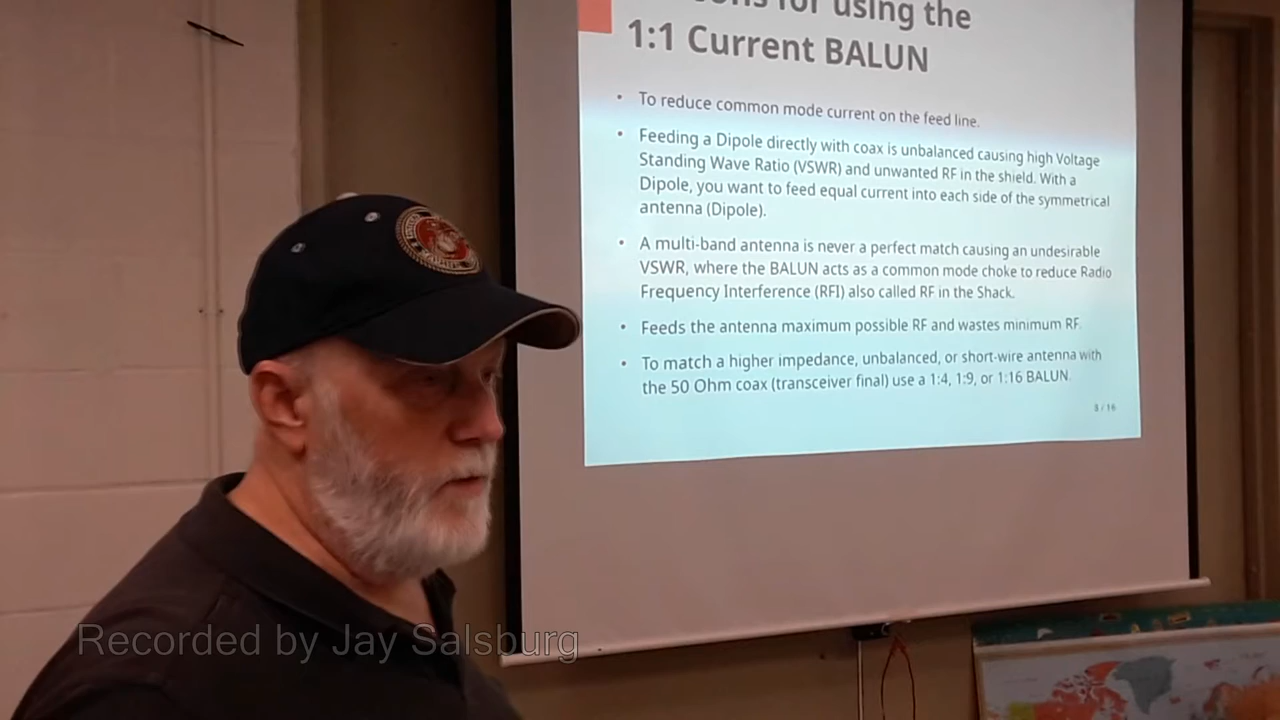 for using the
1:1 Current BALUN
• To reduce common mode current on the feed line.
• Feeding a Dipole directly with coax is unbalanced causing high Voltage
Standing Wave Ratio (VSWR) and unwanted RF in the shield. With a
Dipole, you want to feed equal current into each side of the symmetrical
antenna (Dipole).
• A multi-band antenna is never a perfect match causing an undesirable
VSWR, where the BALUN acts as a common mode choke to reduce Radio
Frequency Interference (RFI) also called RF in the Shack.
• Feeds the antenna maximum possible RF and wastes minimum RF.
• To match a higher impedance, unbalanced, or short-wire antenna with
the 50 Ohm coax (transceiver final) use a 1:4, 1:9, or 1:16 BALUN.
3 / 16
Recorded by Jay Salsburg